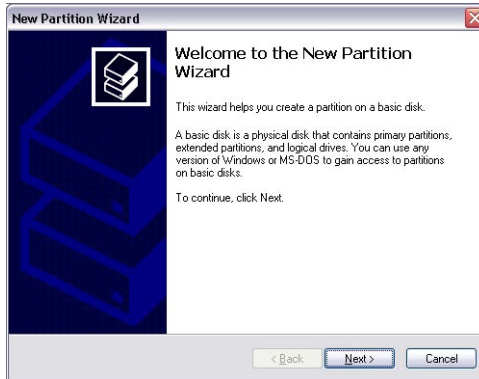 New Partition Wizard
Welcome to the New Partition
Wizard
This wizard helps you create a partition on a basic disk.
A basic disk is a physical disk that contains primary partitions,
extended partitions, and logical drives. You can use any
version of Windows or MS-DOS to gain access to partitions
on basic disks.
To continue, click Next.
< Back
Next >
Cancel